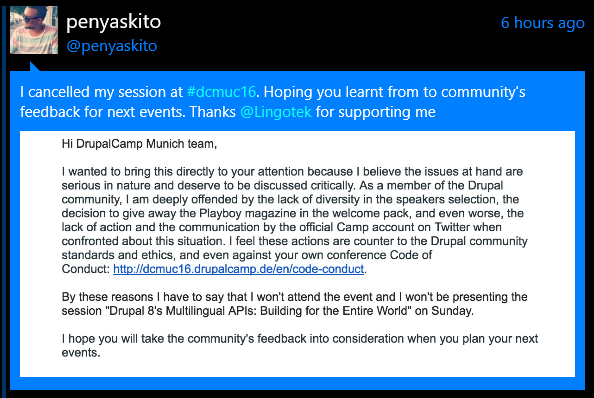 penyaskito
6 hours ago
@penyaskito
I cancelled my session at #dcmuc16. Hoping you learnt from to community's
feedback for next events. Thanks @Lingotek for supporting me
Hi DrupalCamp Munich team,
I wanted to bring this directly to your attention because I believe the issues at hand are
serious in nature and deserve to be discussed critically. As a member of the Drupal
community, I am deeply offended by the lack of diversity in the speakers selection, the
decision to give away the Playboy magazine in the welcome pack, and even worse, the
lack of action and the communication by the official Camp account on Twitter when
confronted about this situation. I feel these actions are counter to the Drupal community
standards and ethics, and even against your own conference Code of
Conduct: http://dcmuc16.drupalcamp.de/en/code-conduct.
By these reasons I have to say that I won't attend the event and I won't be presenting the
session "Drupal 8's Multilingual APIs: Building for the Entire World" on Sunday.
I hope you will take the community's feedback into consideration when you plan your next
events.